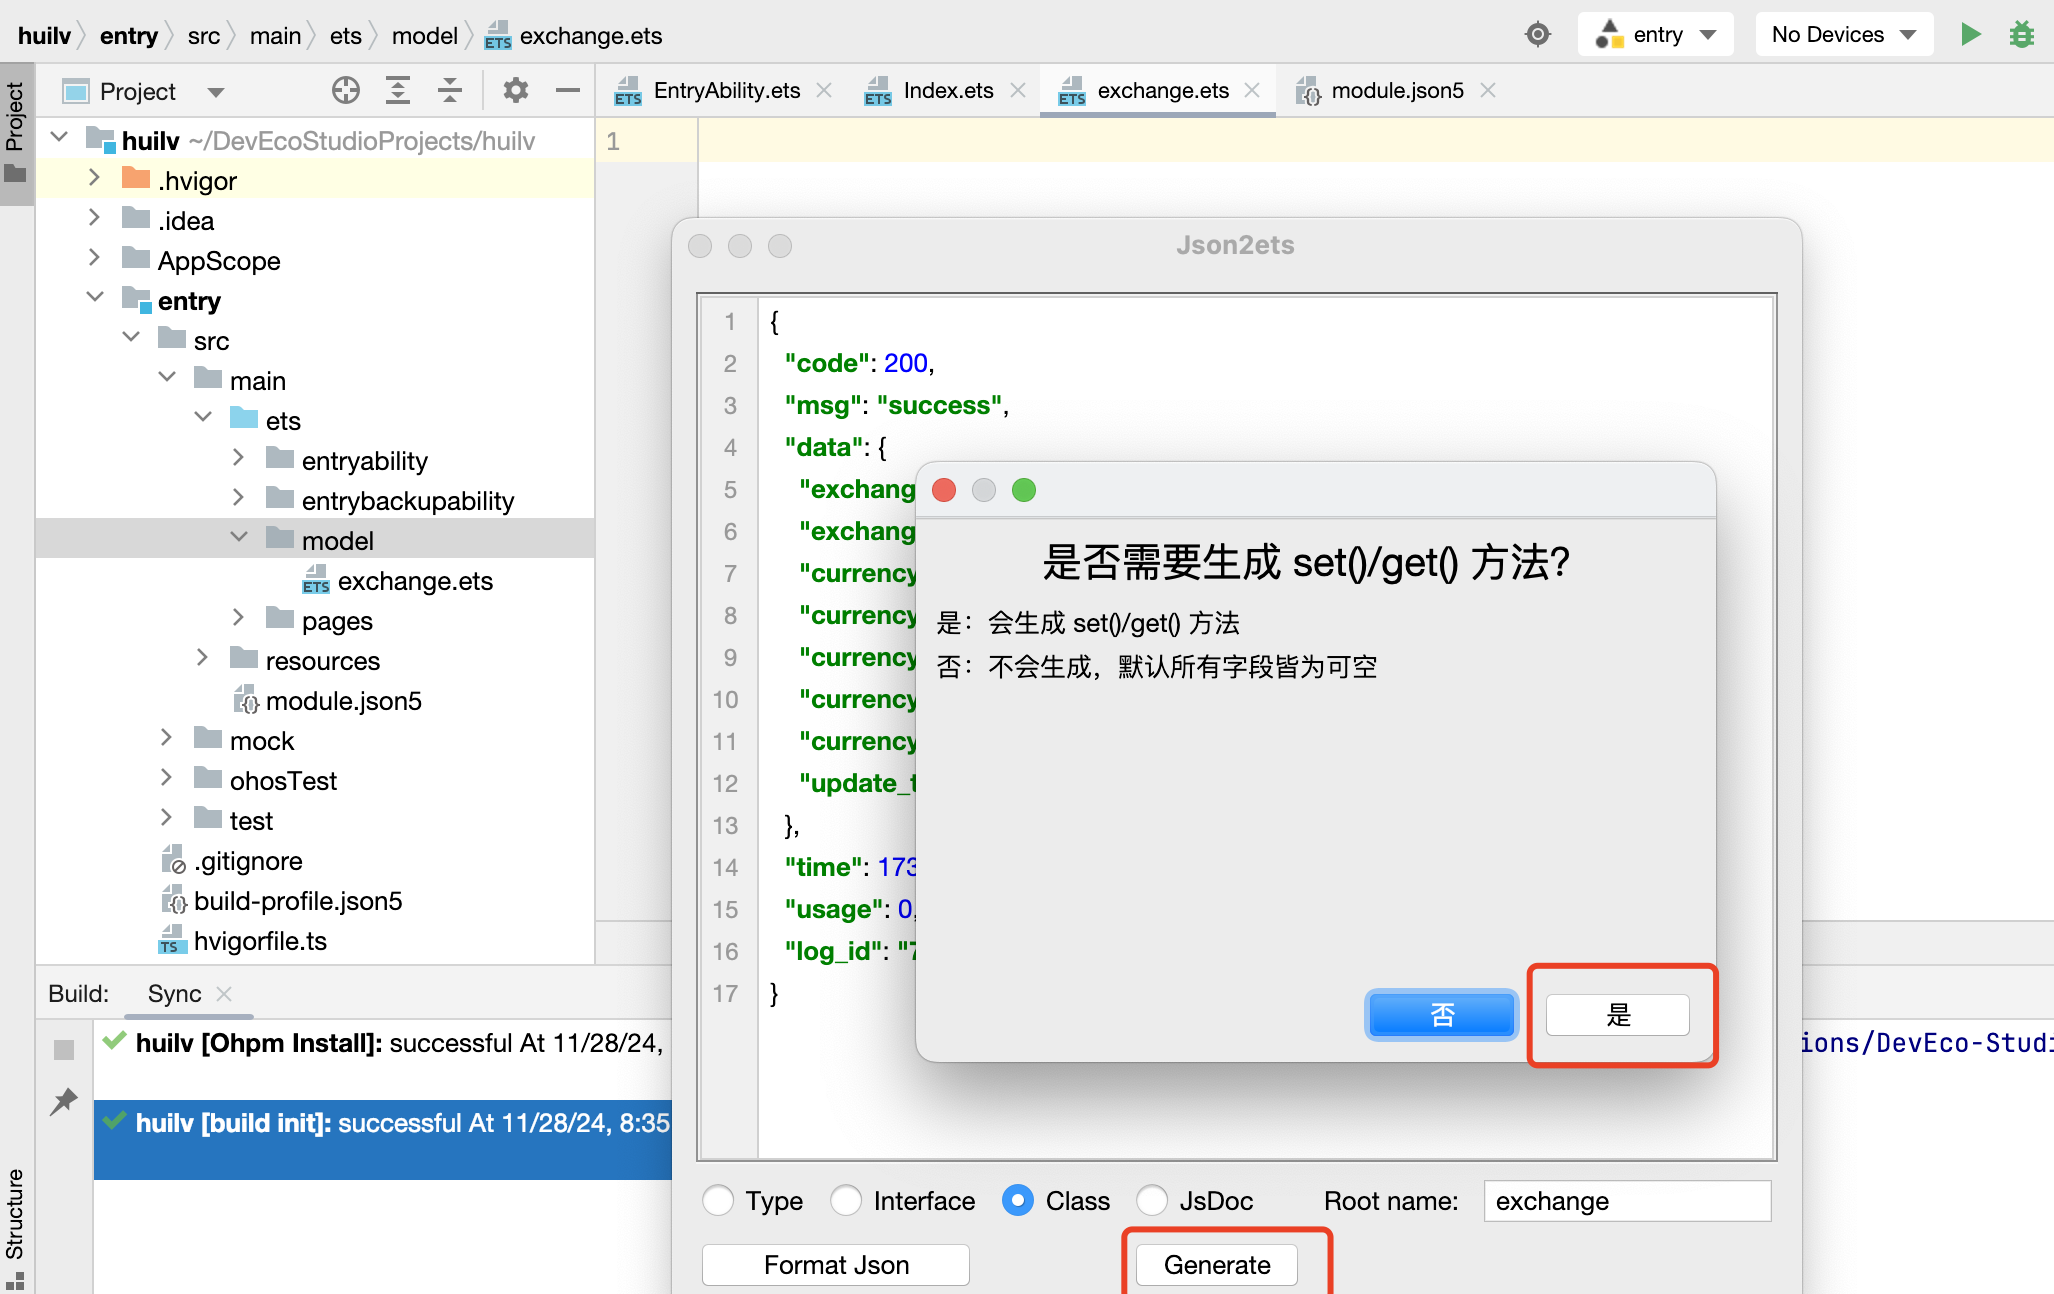 huilv entry src main ets model exchange.ets
entry
No Devices
Project
Project
EntryAbility.ets
Index.ets
exchange.ets
module.json5
huilv ~/DevEcoStudioProjects/huilv
.hvigor
.idea
AppScope
entry
src
main
ets
entryability
entrybackupability
model
exchange.ets
pages
resources
module.json5
mock
ohosTest
test
.gitignore
build-profile.json5
hvigorfile.ts
1
Json2ets
1 {
2 "code": 200,
3 "msg": "success",
4 "data": {
5 "exchang
6 "exchang
7 "currency
8 "currency
9 "currency
10 "currency
11 "currency
12 "update_t
13 },
14 "time": 173
15 "usage": 0,
16 "log_id": "7
17 }
是否需要生成 set()/get() 方法?
是：会生成 set()/get() 方法
否：不会生成，默认所有字段皆为可空
否
是
Type
Interface
Class
JsDoc
Root name:
exchange
Format Json
Generate
Build:
Sync
huilv [Ohpm Install]: successful At 11/28/24,
huilv [build init]: successful At 11/28/24, 8:35
ions/DevEco-Studi
Structure